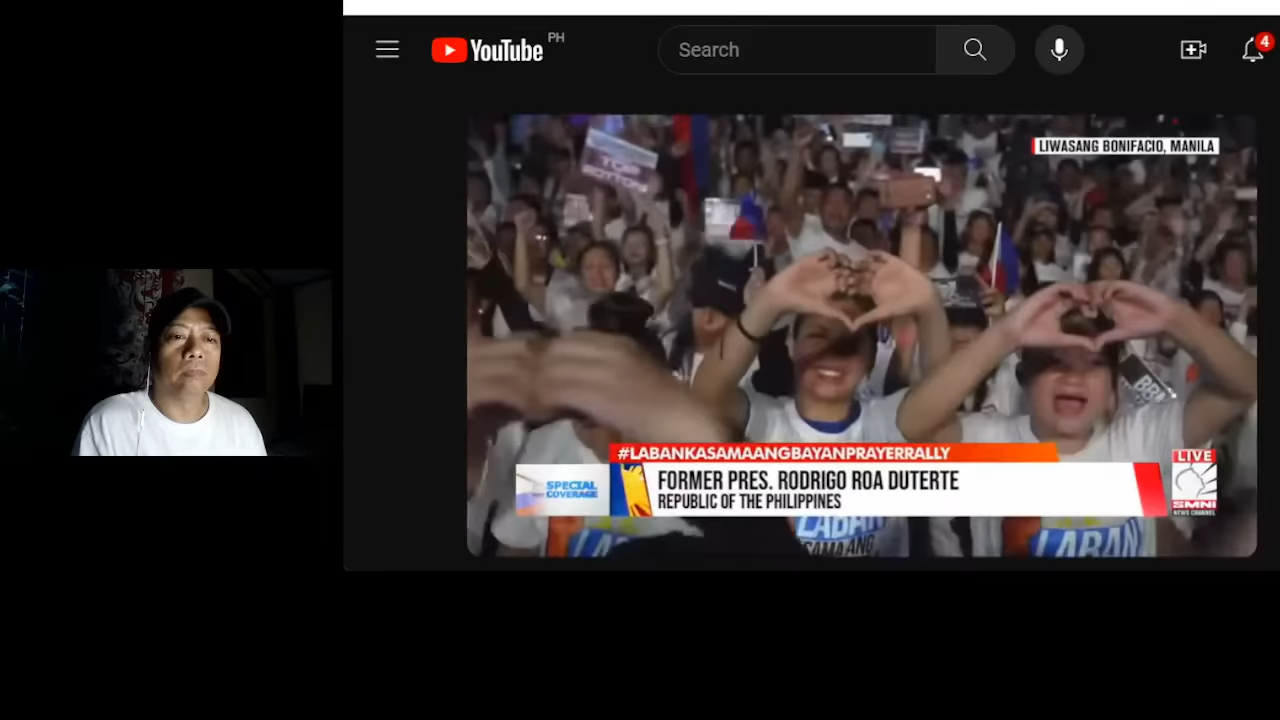 YouTube PH
Search
4
LIWASANG BONIFACIO, MANILA
#LABANKASAMAANGBAYANPRAYERRALLY
SPECIAL
COVERAGE
FORMER PRES. RODRIGO ROA DUTERTE
REPUBLIC OF THE PHILIPPINES
LIVE
SMNI
NEWS CHANNEL
LABAN
LABAN